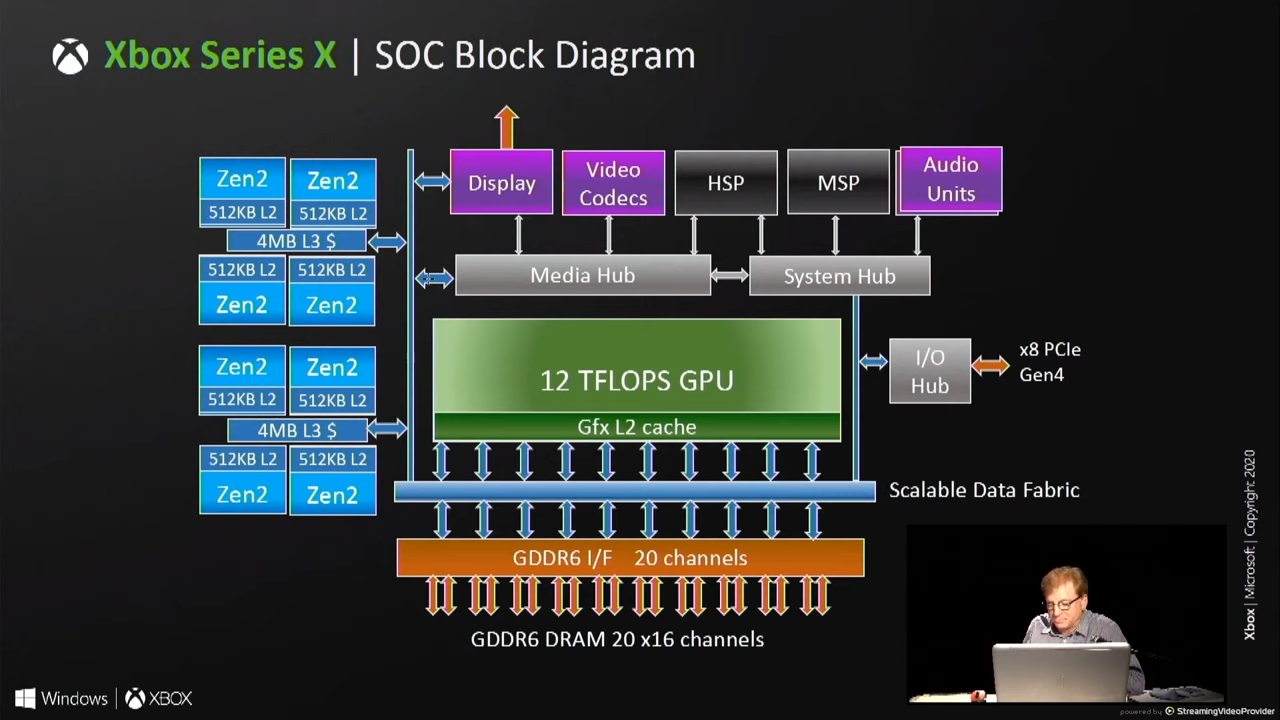 Xbox Series X | SOC Block Diagram
Zen2 Zen2
512KB L2 512KB L2
4MB L3 $
512KB L2 512KB L2
Zen2 Zen2
Zen2 Zen2
512KB L2 512KB L2
4MB L3 $
512KB L2 512KB L2
Zen2 Zen2
Display
Video
Codecs
HSP
MSP
Audio
Units
Media Hub
System Hub
12 TFLOPS GPU
Gfx L2 cache
I/O
Hub
x8 PCIe
Gen4
Scalable Data Fabric
GDDR6 I/F 20 channels
GDDR6 DRAM 20 x16 channels
Xbox | Microsoft | Copyright 2020
Windows | XBOX
powered by StreamingVideoProvider